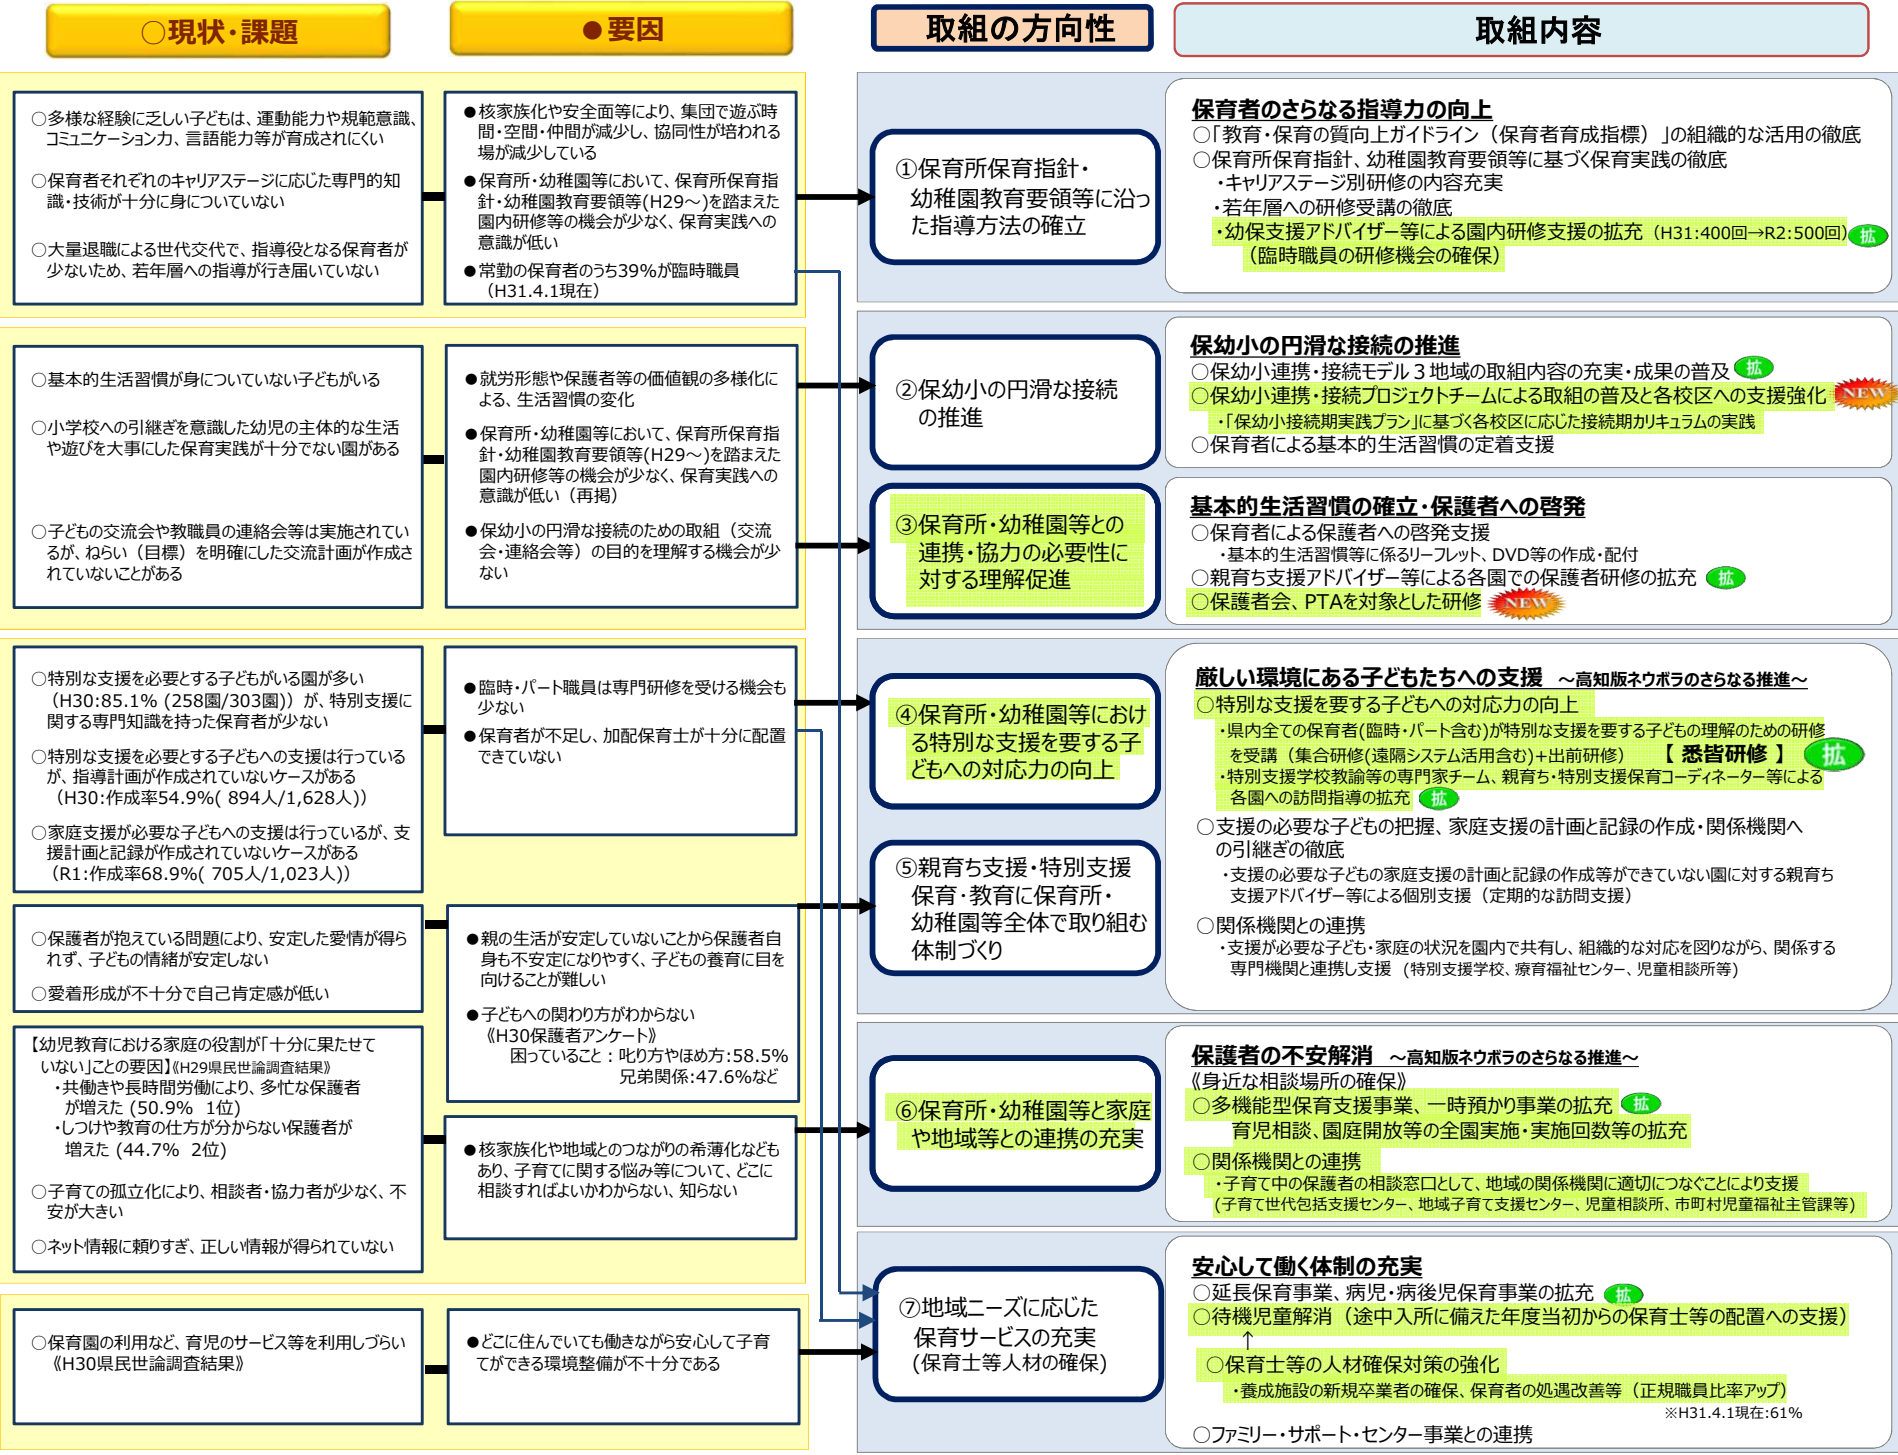 ○現状・課題
●要因
取組の方向性
取組内容
○多様な経験に乏しい子どもは、運動能力や規範意識、
コミュニケーション力、言語能力等が育成されにくい
○保育者それぞれのキャリアステージに応じた専門的知
識・技術が十分に身についていない
○大量退職による世代交代で、指導役となる保育者が
少ないため、若年層への指導が行き届いていない
●核家族化や安全面等により、集団で遊ぶ時
間・空間・仲間が減少し、協同性が培われる
場が減少している
●保育所・幼稚園等において、保育所保育指
針・幼稚園教育要領等(H29～)を踏まえた
園内研修等の機会が少なく、保育実践への
意識が低い
●常勤の保育者のうち39%が臨時職員
（H31.4.1現在）
①保育所保育指針・
幼稚園教育要領等に沿っ
た指導方法の確立
保育者のさらなる指導力の向上
○「教育・保育の質向上ガイドライン（保育者育成指標）」の組織的な活用の徹底
○保育所保育指針、幼稚園教育要領等に基づく保育実践の徹底
・キャリアステージ別研修の内容充実
・若年層への研修受講の徹底
・幼保支援アドバイザー等による園内研修支援の拡充（H31:400回→R2:500回） 拡
（臨時職員の研修機会の確保）
○基本的生活習慣が身についていない子どもがいる
○小学校への引継ぎを意識した幼児の主体的な生活
や遊びを大事にした保育実践が十分でない園がある
○子どもの交流会や教職員の連絡会等は実施されてい
るが、ねらい（目標）を明確にした交流計画が作成さ
れていないことがある
●就労形態や保護者等の価値観の多様化に
よる、生活習慣の変化
●保育所・幼稚園等において、保育所保育指
針・幼稚園教育要領等(H29～)を踏まえた
園内研修等の機会が少なく、保育実践への
意識が低い（再掲）
●保幼小の円滑な接続のための取組（交流
会・連絡会等）の目的を理解する機会が少
ない
②保幼小の円滑な接続
の推進
③保育所・幼稚園等との
連携・協力の必要性に
対する理解促進
保幼小の円滑な接続の推進
○保幼小連携・接続モデル３地域の取組内容の充実・成果の普及 拡
○保幼小連携・接続プロジェクトチームによる取組の普及と各校区への支援強化 NEW
・「保幼小接続期実践プラン」に基づく各校区に応じた接続期カリキュラムの実践
○保育者による基本的生活習慣の定着支援
基本的生活習慣の確立・保護者への啓発
○保育者による保護者への啓発支援
・基本的生活習慣等に係るリーフレット、DVD等の作成・配付
○親育ち支援アドバイザー等による各園での保護者研修の拡充 拡
○保護者会、PTAを対象とした研修 NEW
○特別な支援を必要とする子どもがいる園が多い
（H30:85.1% (258園/303園)）が、特別支援に
関する専門知識を持った保育者が少ない
○特別な支援を必要とする子どもへの支援は行っている
が、指導計画が作成されていないケースがある
（H30:作成率54.9%( 894人/1,628人)）
○家庭支援が必要な子どもへの支援は行っているが、支
援計画と記録が作成されていないケースがある
（R1:作成率68.9%( 705人/1,023人)）
●臨時・パート職員は専門研修を受ける機会も
少ない
●保育者が不足し、加配保育士が十分に配置
できていない
④保育所・幼稚園等におけ
る特別な支援を要する子
どもへの対応力の向上
⑤親育ち支援・特別支援
保育・教育に保育所・
幼稚園等全体で取り組む
体制づくり
厳しい環境にある子どもたちへの支援 ～高知版ネウボラのさらなる推進～
○特別な支援を要する子どもへの対応力の向上
・県内全ての保育者(臨時・パート含む)が特別な支援を要する子どもの理解のための研修
を受講（集合研修(遠隔システム活用含む)+出前研修） 【 悉皆研修 】 拡
・特別支援学校教諭等の専門家チーム、親育ち・特別支援保育コーディネーター等による
各園への訪問指導の拡充 拡
○支援の必要な子どもの把握、家庭支援の計画と記録の作成・関係機関へ
の引継ぎの徹底
・支援の必要な子どもの家庭支援の計画と記録の作成等ができていない園に対する親育ち
支援アドバイザー等による個別支援（定期的な訪問支援）
○関係機関との連携
・支援が必要な子ども・家庭の状況を園内で共有し、組織的な対応を図りながら、関係する
専門機関と連携し支援（特別支援学校、療育福祉センター、児童相談所等）
○保護者が抱えている問題により、安定した愛情が得ら
れず、子どもの情緒が安定しない
○愛着形成が不十分で自己肯定感が低い
●親の生活が安定していないことから保護者自
身も不安定になりやすく、子どもの養育に目を
向けることが難しい
●子どもへの関わり方がわからない
《H30保護者アンケート》
困っていること：叱り方やほめ方:58.5%
兄弟関係:47.6%など
【幼児教育における家庭の役割が「十分に果たせて
いない」ことの要因】《H29県民世論調査結果》
・共働きや長時間労働により、多忙な保護者
が増えた (50.9% 1位)
・しつけや教育の仕方が分からない保護者が
増えた (44.7% 2位)
○子育ての孤立化により、相談者・協力者が少なく、不
安が大きい
○ネット情報に頼りすぎ、正しい情報が得られていない
●核家族化や地域とのつながりの希薄化なども
あり、子育てに関する悩み等について、どこに
相談すればよいかわからない、知らない
⑥保育所・幼稚園等と家庭
や地域等との連携の充実
保護者の不安解消 ～高知版ネウボラのさらなる推進～
《身近な相談場所の確保》
○多機能型保育支援事業、一時預かり事業の拡充 拡
育児相談、園庭開放等の全園実施・実施回数等の拡充
○関係機関との連携
・子育て中の保護者の相談窓口として、地域の関係機関に適切につなぐことにより支援
(子育て世代包括支援センター、地域子育て支援センター、児童相談所、市町村児童福祉主管課等)
○保育園の利用など、育児のサービス等を利用しづらい
《H30県民世論調査結果》
●どこに住んでいても働きながら安心して子育
てができる環境整備が不十分である
⑦地域ニーズに応じた
保育サービスの充実
(保育士等人材の確保)
安心して働く体制の充実
○延長保育事業、病児・病後児保育事業の拡充 拡
○待機児童解消（途中入所に備えた年度当初からの保育士等の配置への支援）
↑
○保育士等の人材確保対策の強化
・養成施設の新規卒業者の確保、保育者の処遇改善等（正規職員比率アップ）
※H31.4.1現在:61%
○ファミリー・サポート・センター事業との連携